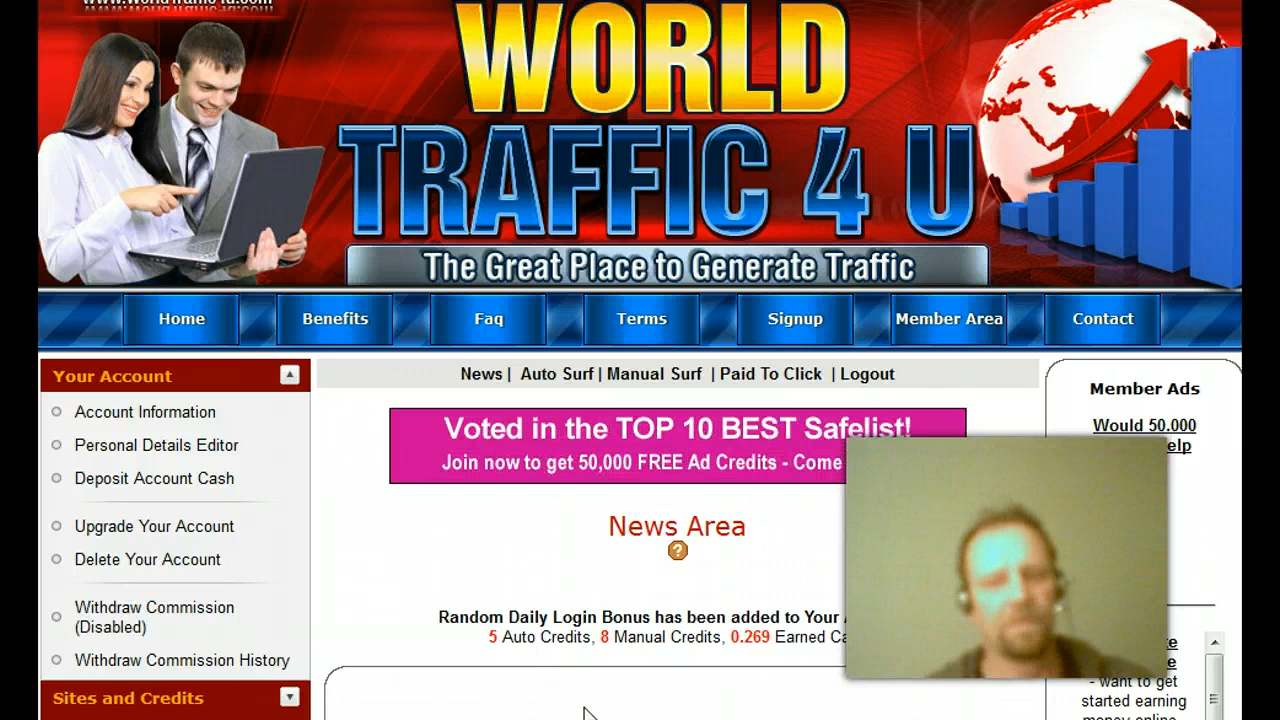 www.worldtraffic4u.com
WORLD
TRAFFIC 4 U
The Great Place to Generate Traffic
Home Benefits Faq Terms Signup Member Area Contact
Your Account
Account Information
Personal Details Editor
Deposit Account Cash
Upgrade Your Account
Delete Your Account
Withdraw Commission
(Disabled)
Withdraw Commission History
Sites and Credits
News | Auto Surf | Manual Surf | Paid To Click | Logout
Voted in the TOP 10 BEST Safelist!
Join now to get 50,000 FREE Ad Credits - Come
News Area
?
Random Daily Login Bonus has been added to Your
5 Auto Credits, 8 Manual Credits, 0.269 Earned
Member Ads
Would 50.000
- want to get
started earning
money online